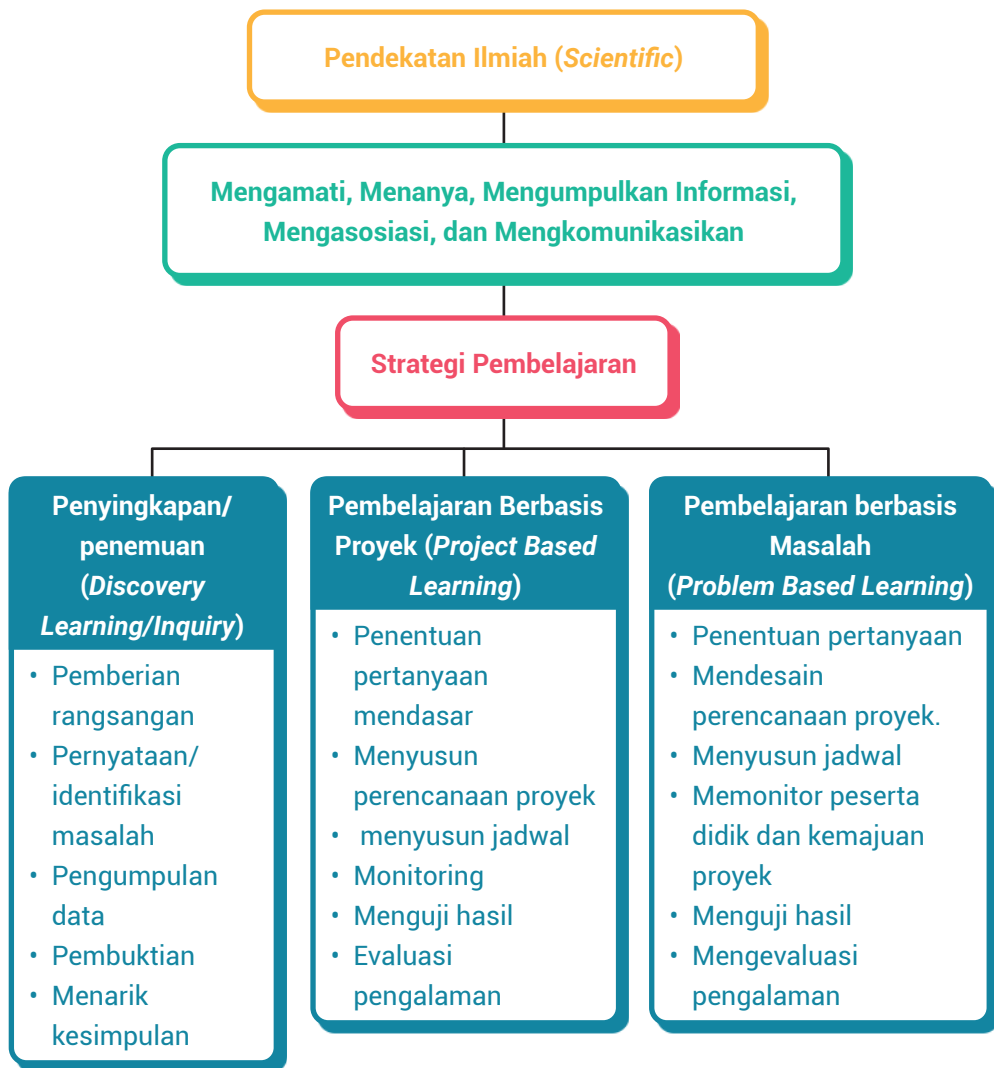 Pendekatan Ilmiah (Scientific)
Mengamati, Menanya, Mengumpulkan Informasi,
Mengasosiasi, dan Mengkomunikasikan
Strategi Pembelajaran
Penyingkapan/
penemuan
(Discovery
Learning/Inquiry)
• Pemberian
rangsangan
• Pernyataan/
identifikasi
masalah
• Pengumpulan
data
• Pembuktian
• Menarik
kesimpulan
Pembelajaran Berbasis
Proyek (Project Based
Learning)
• Penentuan
pertanyaan
mendasar
• Menyusun
perencanaan proyek
• menyusun jadwal
• Monitoring
• Menguji hasil
• Evaluasi
pengalaman
Pembelajaran berbasis
Masalah
(Problem Based Learning)
• Penentuan pertanyaan
• Mendesain
perencanaan proyek.
• Menyusun jadwal
• Memonitor peserta
didik dan kemajuan
proyek
• Menguji hasil
• Mengevaluasi
pengalaman